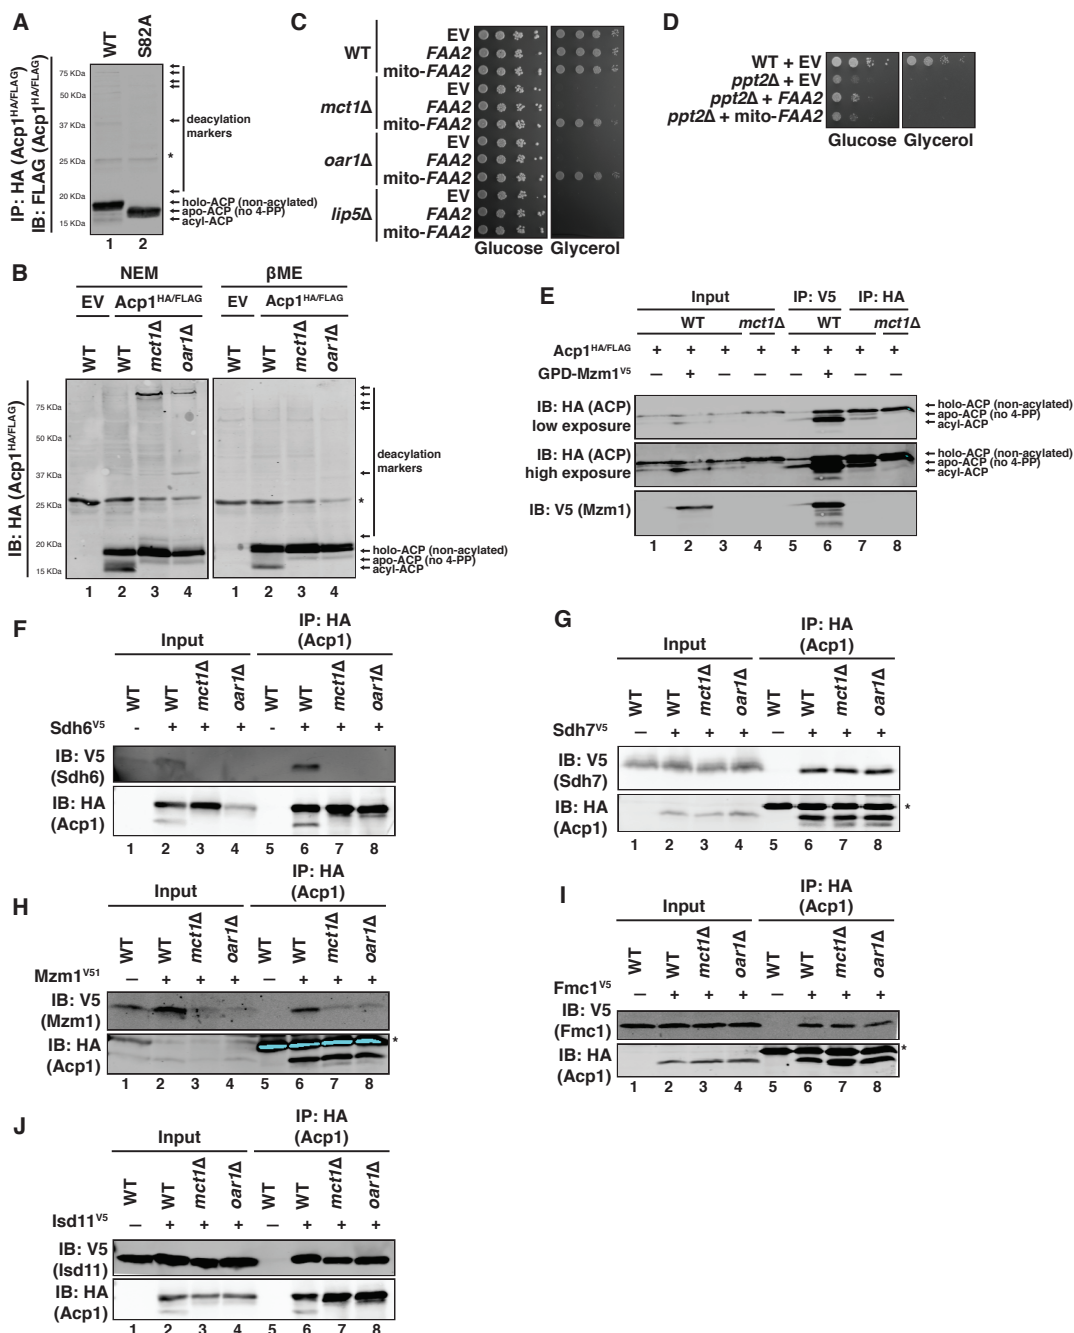 A
WT
S82A
IP: HA (Acp1HA/FLAG)
IB: FLAG (Acp1HA/FLAG)
75 KDa
50 KDa
37 KDa
25 KDa
20 KDa
15 KDa
deacylation
markers
*
holo-ACP (non-acylated)
apo-ACP (no 4-PP)
acyl-ACP
1 2
B
NEM βME
EV Acp1HA/FLAG EV Acp1HA/FLAG
WT WT mct1Δ oar1Δ WT WT mct1Δ oar1Δ
IB: HA (Acp1HA/FLAG)
75 KDa
50 KDa
37 KDa
25 KDa
20 KDa
15 KDa
deacylation
markers
*
holo-ACP (non-acylated)
apo-ACP (no 4-PP)
acyl-ACP
1 2 3 4 1 2 3 4
C
WT
EV
FAA2
mito-FAA2
mct1Δ
EV
FAA2
mito-FAA2
oar1Δ
EV
FAA2
mito-FAA2
lip5Δ
EV
FAA2
mito-FAA2
Glucose Glycerol
D
WT + EV
ppt2Δ + EV
ppt2Δ + FAA2
ppt2Δ + mito-FAA2
Glucose Glycerol
E
Input IP: V5 IP: HA
WT mct1Δ WT mct1Δ
Acp1HA/FLAG + + + + + + + +
GPD-Mzm1V5 — + — — — + — —
IB: HA (ACP)
low exposure
holo-ACP (non-acylated)
apo-ACP (no 4-PP)
acyl-ACP
IB: HA (ACP)
high exposure
holo-ACP (non-acylated)
apo-ACP (no 4-PP)
acyl-ACP
IB: V5 (Mzm1)
1 2 3 4 5 6 7 8
F
Input
IP: HA
(Acp1)
WT WT mct1Δ oar1Δ WT WT mct1Δ oar1Δ
Sdh6V5 - + + + - + + +
IB: V5
(Sdh6)
IB: HA
(Acp1)
1 2 3 4 5 6 7 8
G
Input
IP: HA
(Acp1)
WT WT mct1Δ oar1Δ WT WT mct1Δ oar1Δ
Sdh7V5 — + + + — + + +
IB: V5
(Sdh7)
IB: HA
(Acp1)
*
1 2 3 4 5 6 7 8
H
Input
IP: HA
(Acp1)
WT WT mct1Δ oar1Δ WT WT mct1Δ oar1Δ
Mzm1V51 — + + + — + + +
IB: V5
(Mzm1)
IB: HA
(Acp1)
*
1 2 3 4 5 6 7 8
I
Input
IP: HA
(Acp1)
WT WT mct1Δ oar1Δ WT WT mct1Δ oar1Δ
Fmc1V5 — + + + — + + +
IB: V5
(Fmc1)
IB: HA
(Acp1)
*
1 2 3 4 5 6 7 8
J
Input
IP: HA
(Acp1)
WT WT mct1Δ oar1Δ WT WT mct1Δ oar1Δ
Isd11V5 — + + + — + + +
IB: V5
(Isd11)
IB: HA
(Acp1)
1 2 3 4 5 6 7 8